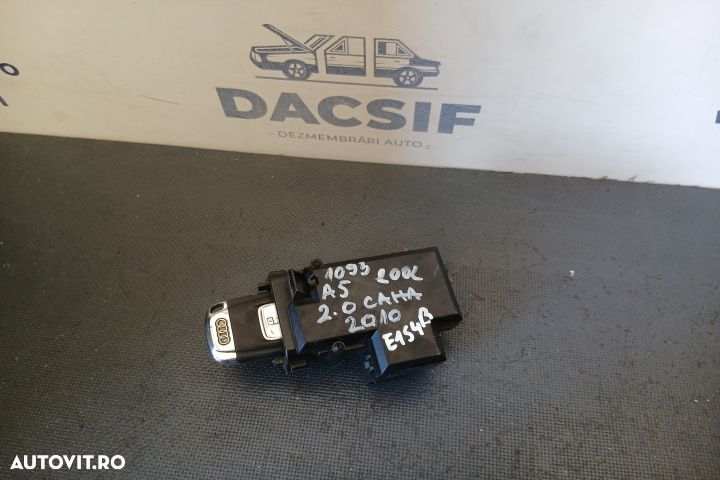 DACSIF
DEZMEMBRĂRI AUTO
1093
A5
2.0 CAHA
2010
E154B
AUTOVIT.RO